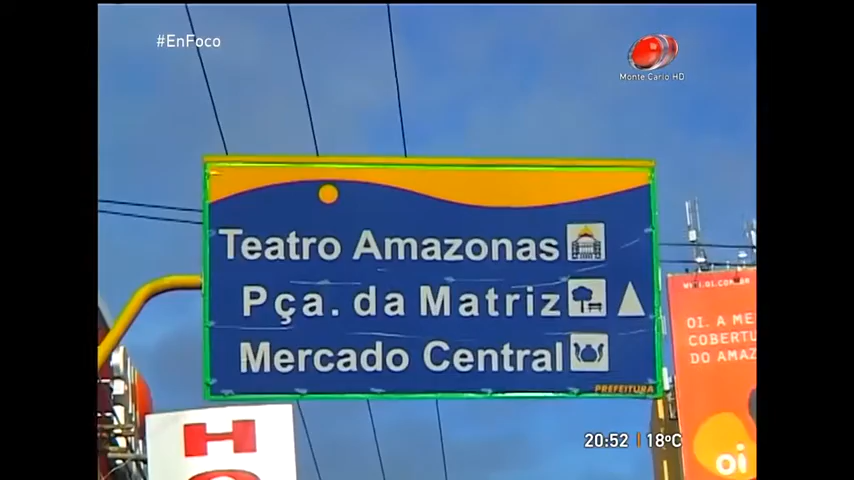 #EnFoco
Monte Carlo HD
Teatro Amazonas
Pça. da Matriz
Mercado Central
PREFEITURA
OI. A ME
COBERTU
DO AMAZ
oi
H
20:52 18ºC